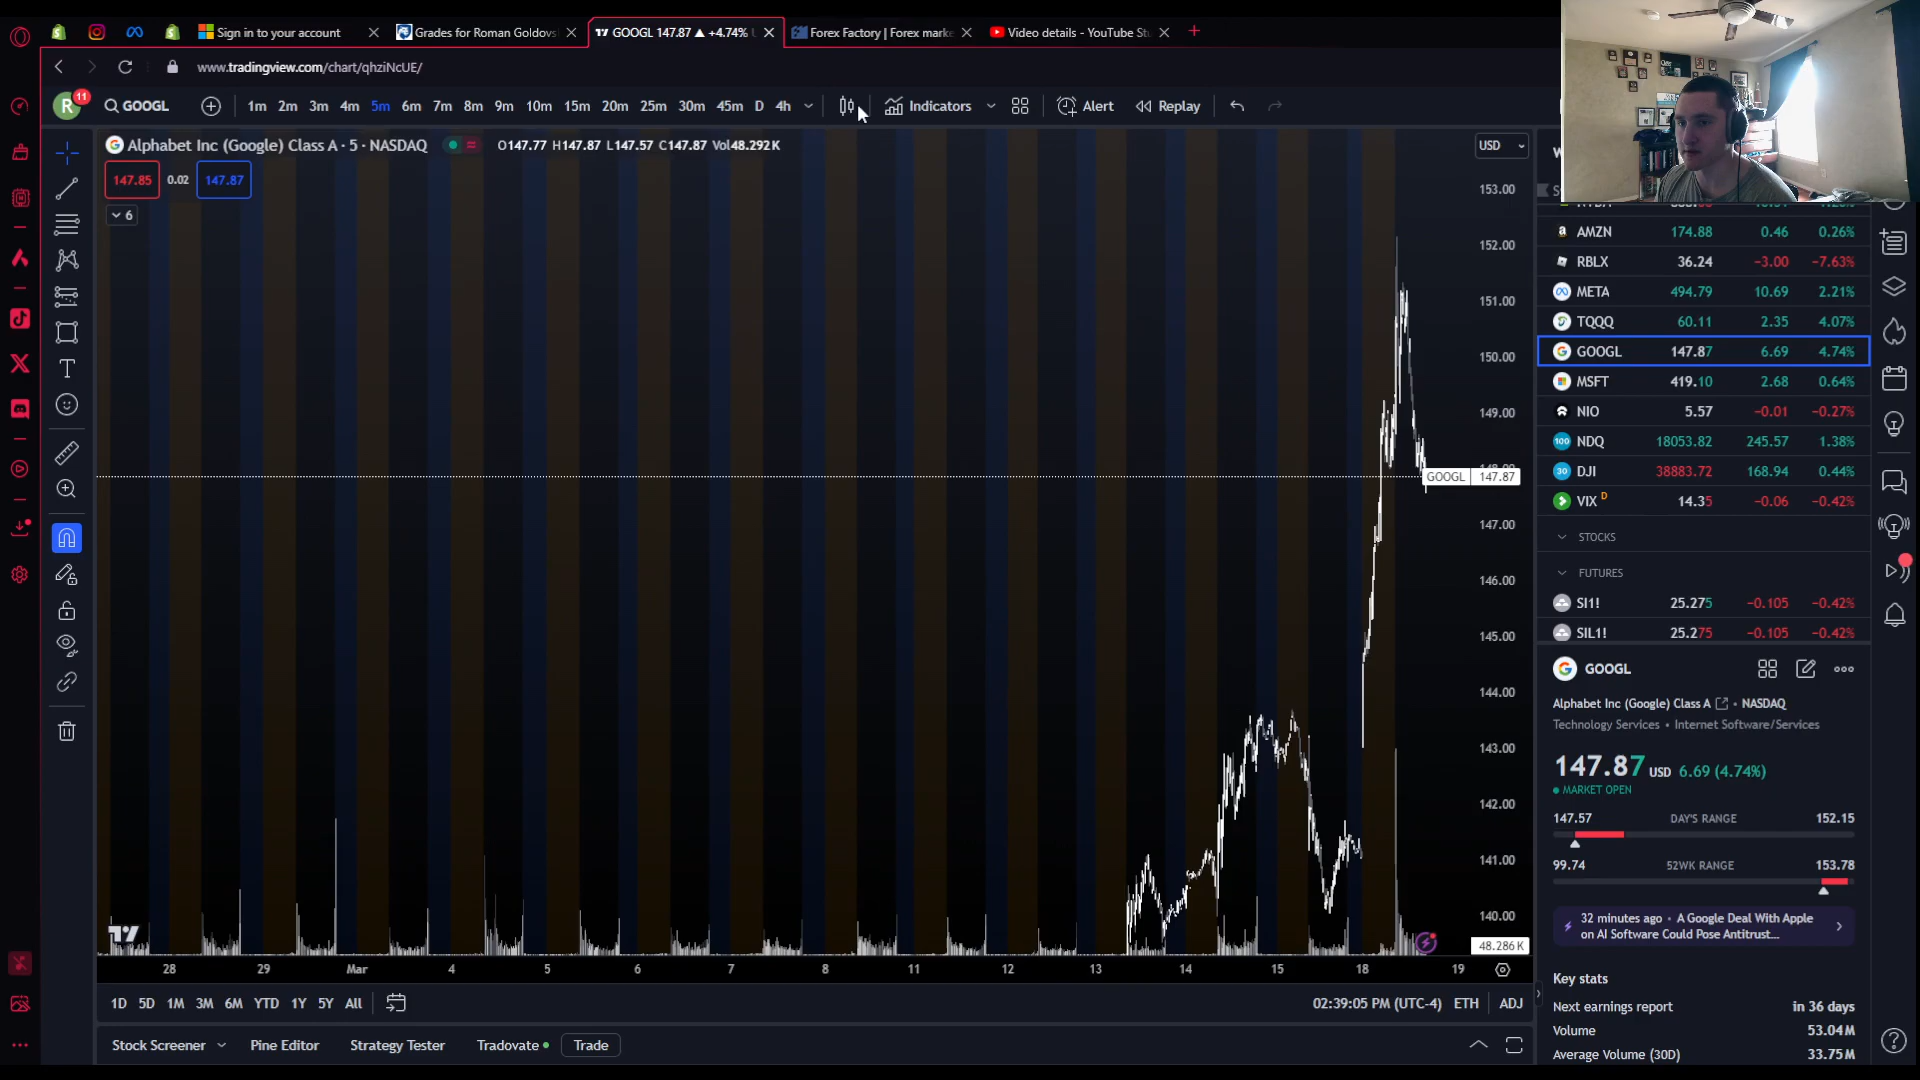 Sign in to your account
Grades for Roman Goldovs
GOOGL 147.87 ▲ +4.74%
Forex Factory | Forex marke
Video details - YouTube St
www.tradingview.com/chart/qhziNcUE/
R 11
GOOGL
1m 2m 3m 4m 5m 6m 7m 8m 9m 10m 15m 20m 25m 30m 45m D 4h
Indicators
Alert
Replay
Alphabet Inc (Google) Class A · 5 · NASDAQ
O147.77 H147.87 L147.57 C147.87 Vol48.292K
USD
147.85 0.02 147.87
6
153.00
152.00
151.00
150.00
149.00
GOOGL 147.87
147.00
146.00
145.00
144.00
143.00
142.00
141.00
140.00
48.286K
28 29 Mar 4 5 6 7 8 11 12 13 14 15 18 19
1D 5D 1M 3M 6M YTD 1Y 5Y All
02:39:05 PM (UTC-4) ETH ADJ
Stock Screener Pine Editor Strategy Tester Tradovate Trade
AMZN 174.88 0.46 0.26%
RBLX 36.24 −3.00 −7.63%
META 494.79 10.69 2.21%
TQQQ 60.11 2.35 4.07%
GOOGL 147.87 6.69 4.74%
MSFT 419.10 2.68 0.64%
NIO 5.57 −0.01 −0.27%
100 NDQ 18053.82 245.57 1.38%
30 DJI 38883.72 168.94 0.44%
VIX D 14.35 −0.06 −0.42%
STOCKS
FUTURES
SI1! 25.275 −0.105 −0.42%
SIL1! 25.275 −0.105 −0.42%
GOOGL
Alphabet Inc (Google) Class A • NASDAQ
Technology Services • Internet Software/Services
147.87 USD 6.69 (4.74%)
MARKET OPEN
147.57 DAY'S RANGE 152.15
99.74 52WK RANGE 153.78
32 minutes ago • A Google Deal With Apple
on AI Software Could Pose Antitrust...
Key stats
Next earnings report in 36 days
Volume 53.04M
Average Volume (30D) 33.75M